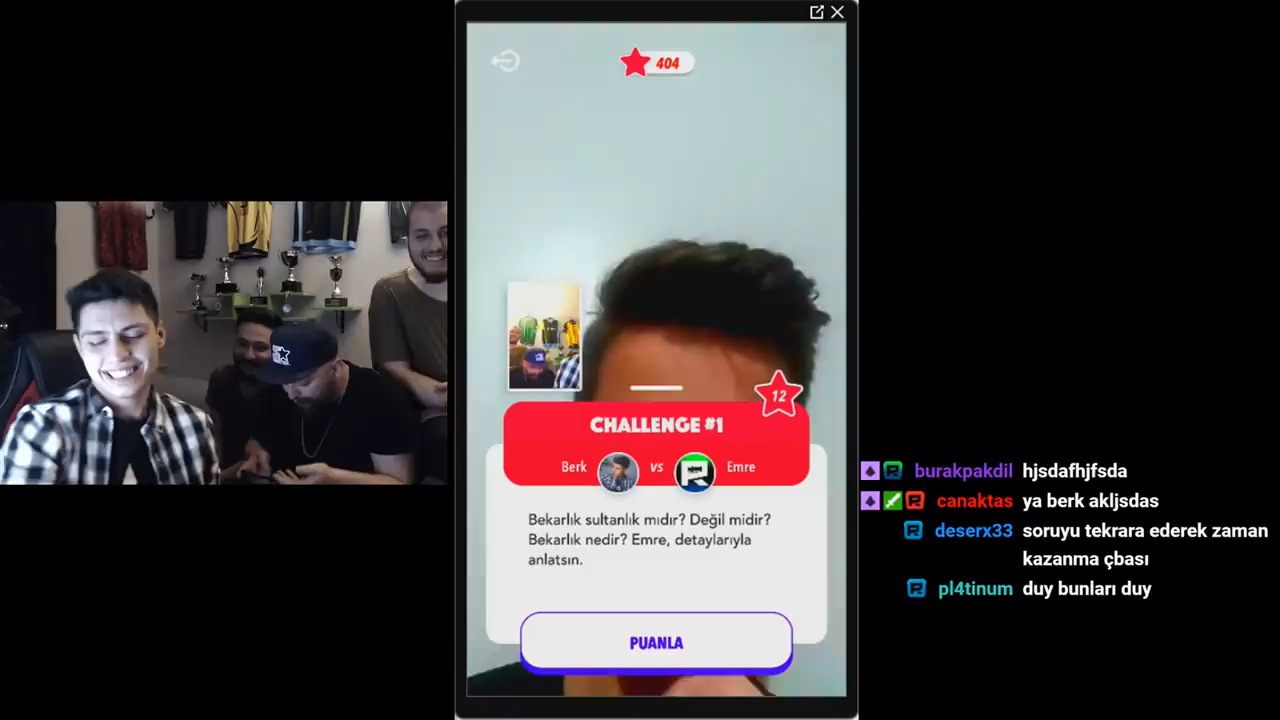 404
12
CHALLENGE #1
Berk vs Emre
Bekarlık sultanlık mıdır? Değil midir?
Bekarlık nedir? Emre, detaylarıyla
anlatsın.
PUANLA
burakpakdil hjsdafhjfsda
canaktas ya berk akljsdas
deserx33 soruyu tekrara ederek zaman
kazanma çbası
pl4tinum duy bunları duy